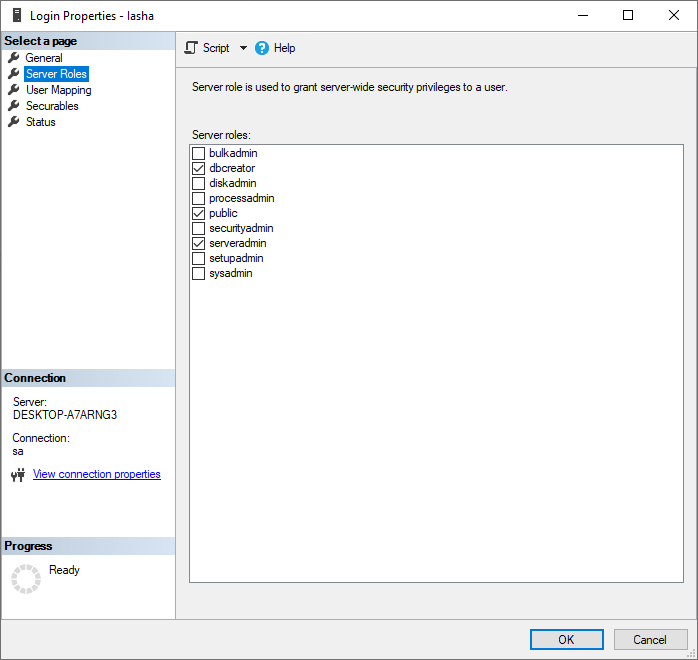 Login Properties - lasha
Select a page
General
Server Roles
User Mapping
Securables
Status
Script
Help
Server role is used to grant server-wide security privileges to a user.
Server roles:
bulkadmin
dbcreator
diskadmin
processadmin
public
securityadmin
serveradmin
setupadmin
sysadmin
Connection
Server:
DESKTOP-A7ARNG3
Connection:
sa
View connection properties
Progress
Ready
OK
Cancel